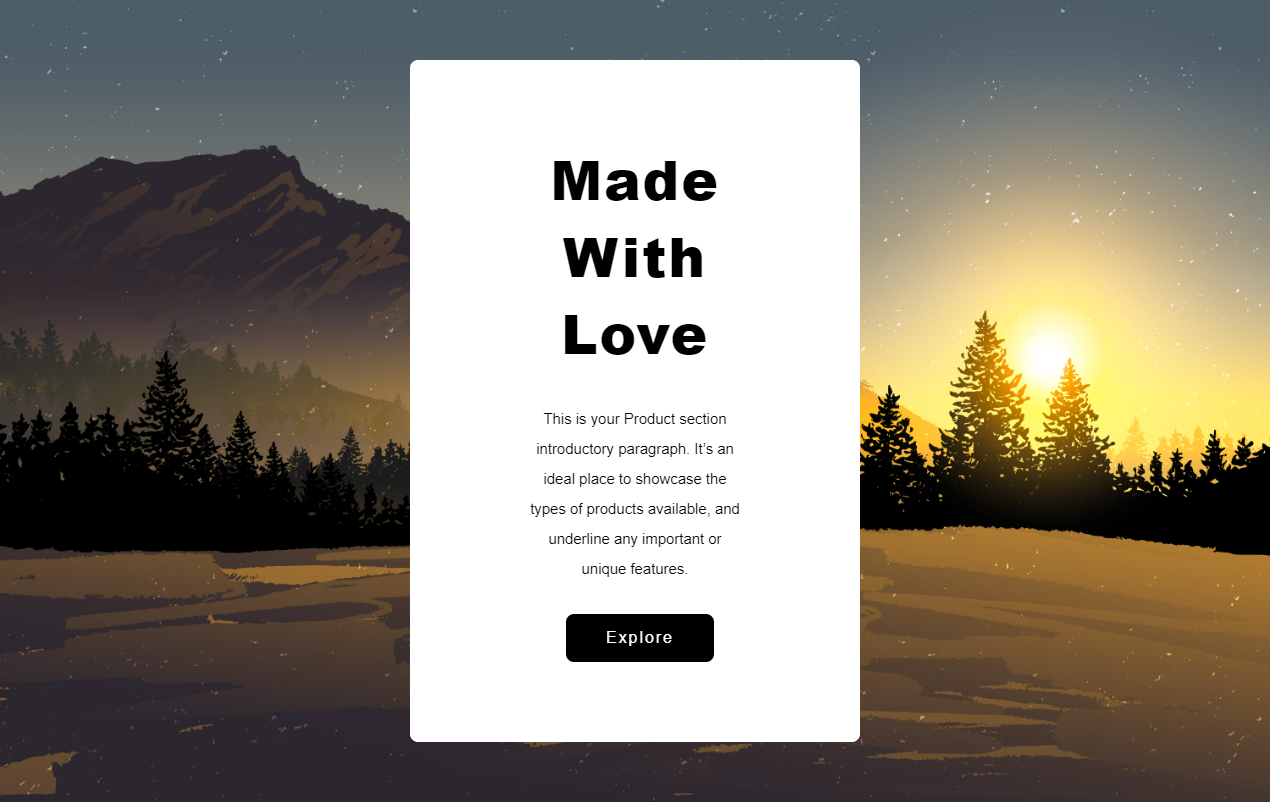 Made
With
Love
This is your Product section
introductory paragraph. It’s an
ideal place to showcase the
types of products available, and
underline any important or
unique features.
Explore